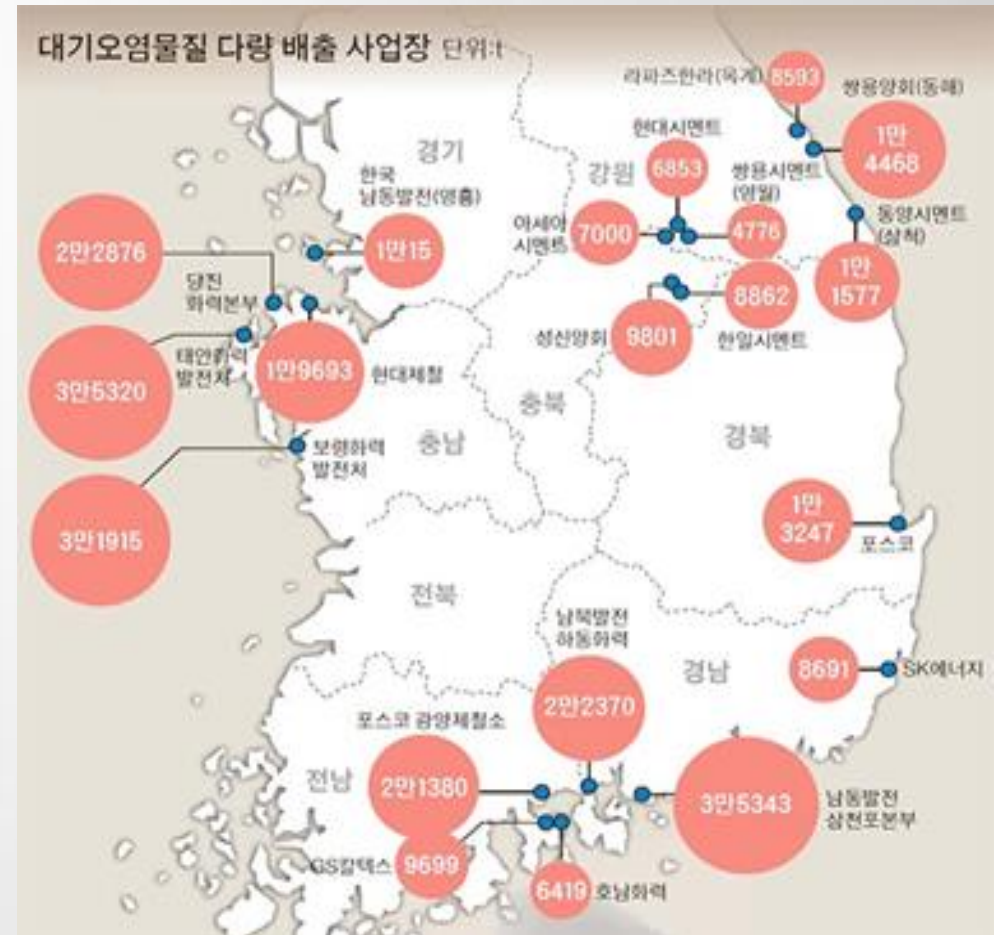 대기오염물질 다량 배출 사업장 단위:t
라파즈한라(옥계)
8593
쌍용양회(동해)
1만
4468
현대시멘트
6853
강원
쌍용시멘트
(영월)
4776
경기
한국
남동발전(영흥)
1만15
아세아
시멘트
7000
동양시멘트
(삼척)
1만
1577
2만2876
당진
화력본부
8862
한일시멘트
성신양회
9801
태안화력
발전처
3만5320
1만9693
현대제철
충북
경북
충남
보령화력
발전처
3만1915
1만
3247
포스코
전북
남북발전
하동화력
2만2370
경남
8691
SK에너지
포스코 광양제철소
2만1380
전남
3만5343
남동발전
삼천포본부
GS칼텍스
9699
6419
호남화력